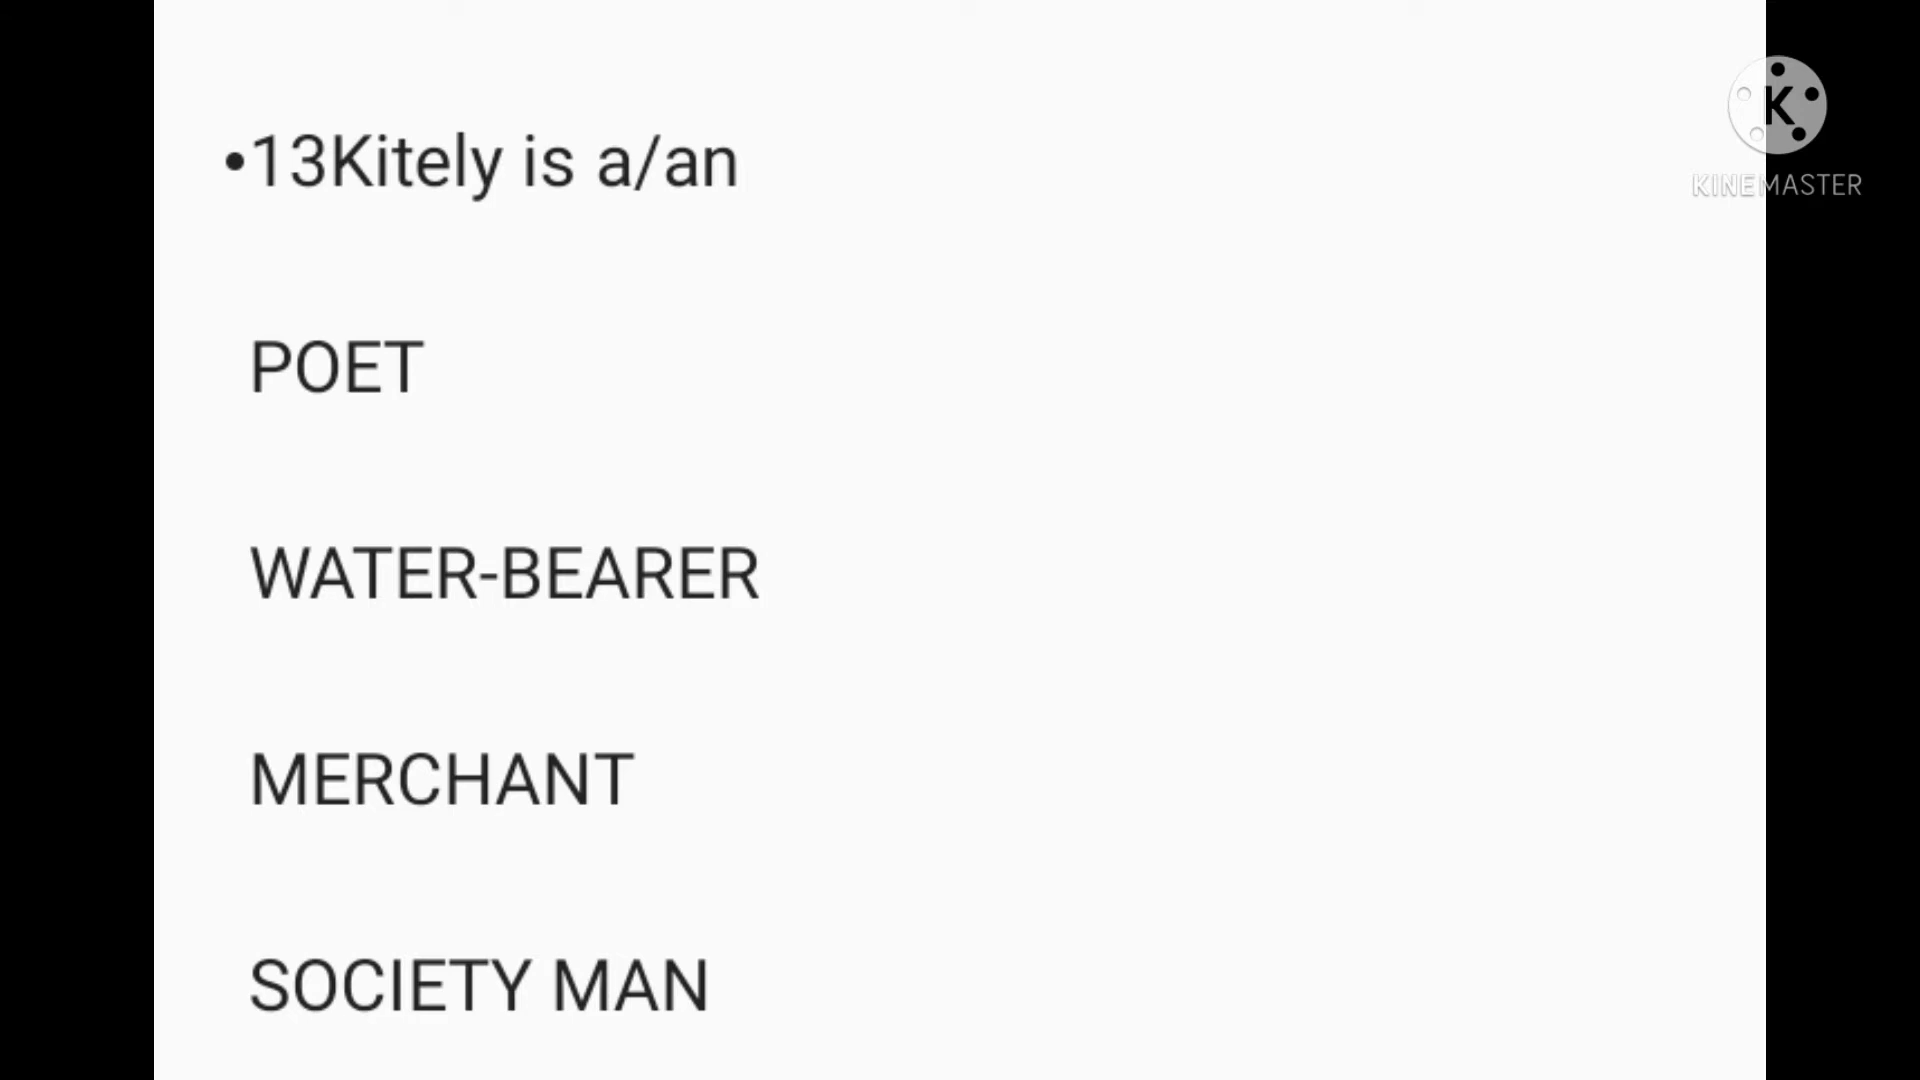 •13Kitely is a/an
POET
WATER-BEARER
MERCHANT
SOCIETY MAN
K
KINEMASTER